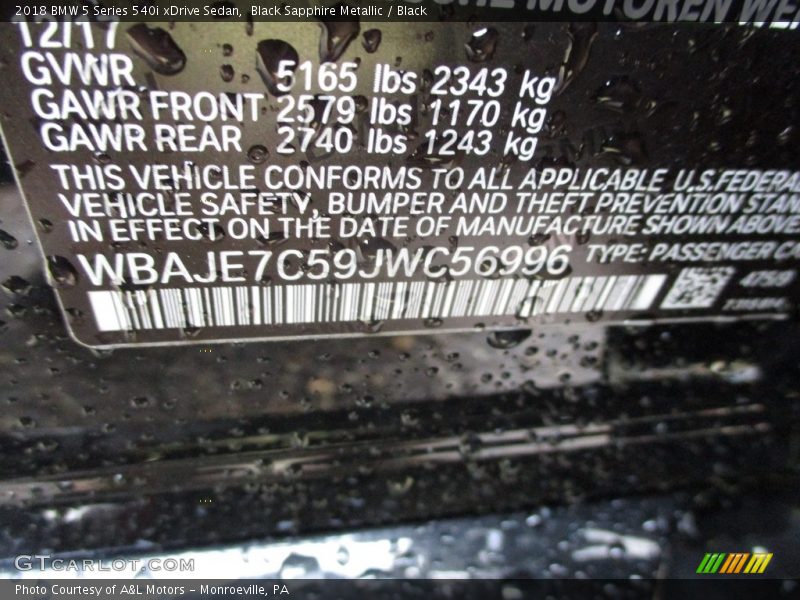 2018 BMW 5 Series 540i xDrive Sedan, Black Sapphire Metallic / Black
MOTOREN
12/17
GVWR 5165 lbs 2343 kg
GAWR FRONT 2579 lbs 1170 kg
GAWR REAR 2740 lbs 1243 kg
THIS VEHICLE CONFORMS TO ALL APPLICABLE U.S.FEDERAL
VEHICLE SAFETY, BUMPER AND THEFT PREVENTION STAN
IN EFFECT ON THE DATE OF MANUFACTURE SHOWN ABOVE
WBAJE7C59JWC56996 TYPE: PASSENGER CA
GTCARLOT.COM
Photo Courtesy of A&L Motors - Monroeville, PA